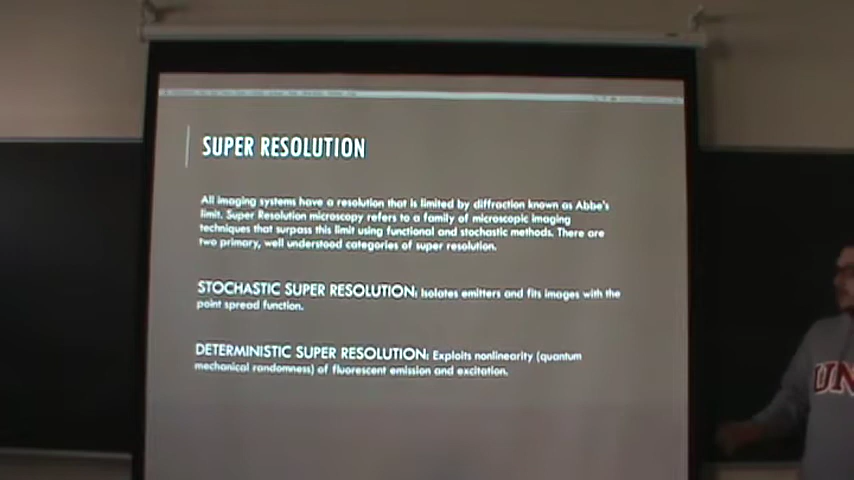 SUPER RESOLUTION
All imaging systems have a resolution that is limited by diffraction known as Abbe's
limit. Super Resolution microscopy refers to a family of microscopic imaging
techniques that surpass this limit using functional and stochastic methods. There are
two primary, well understood categories of super resolution.
STOCHASTIC SUPER RESOLUTION: Isolates emitters and fits images with the
point spread function.
DETERMINISTIC SUPER RESOLUTION: Exploits nonlinearity (quantum
mechanical randomness) of fluorescent emission and excitation.
UN